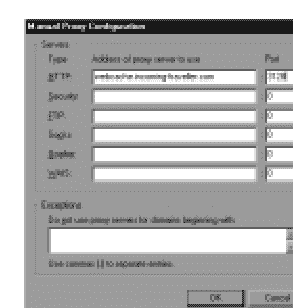 Manual Proxy Configuration
Servers
Type Address of proxy server to use Port
HTTP: : 3128
Security: : 0
FTP: : 0
Socks: : 0
Gopher: : 0
WAIS: : 0
Exceptions
Do not use proxy servers for domains beginning with:
Use commas (,) to separate entries.
OK Cancel